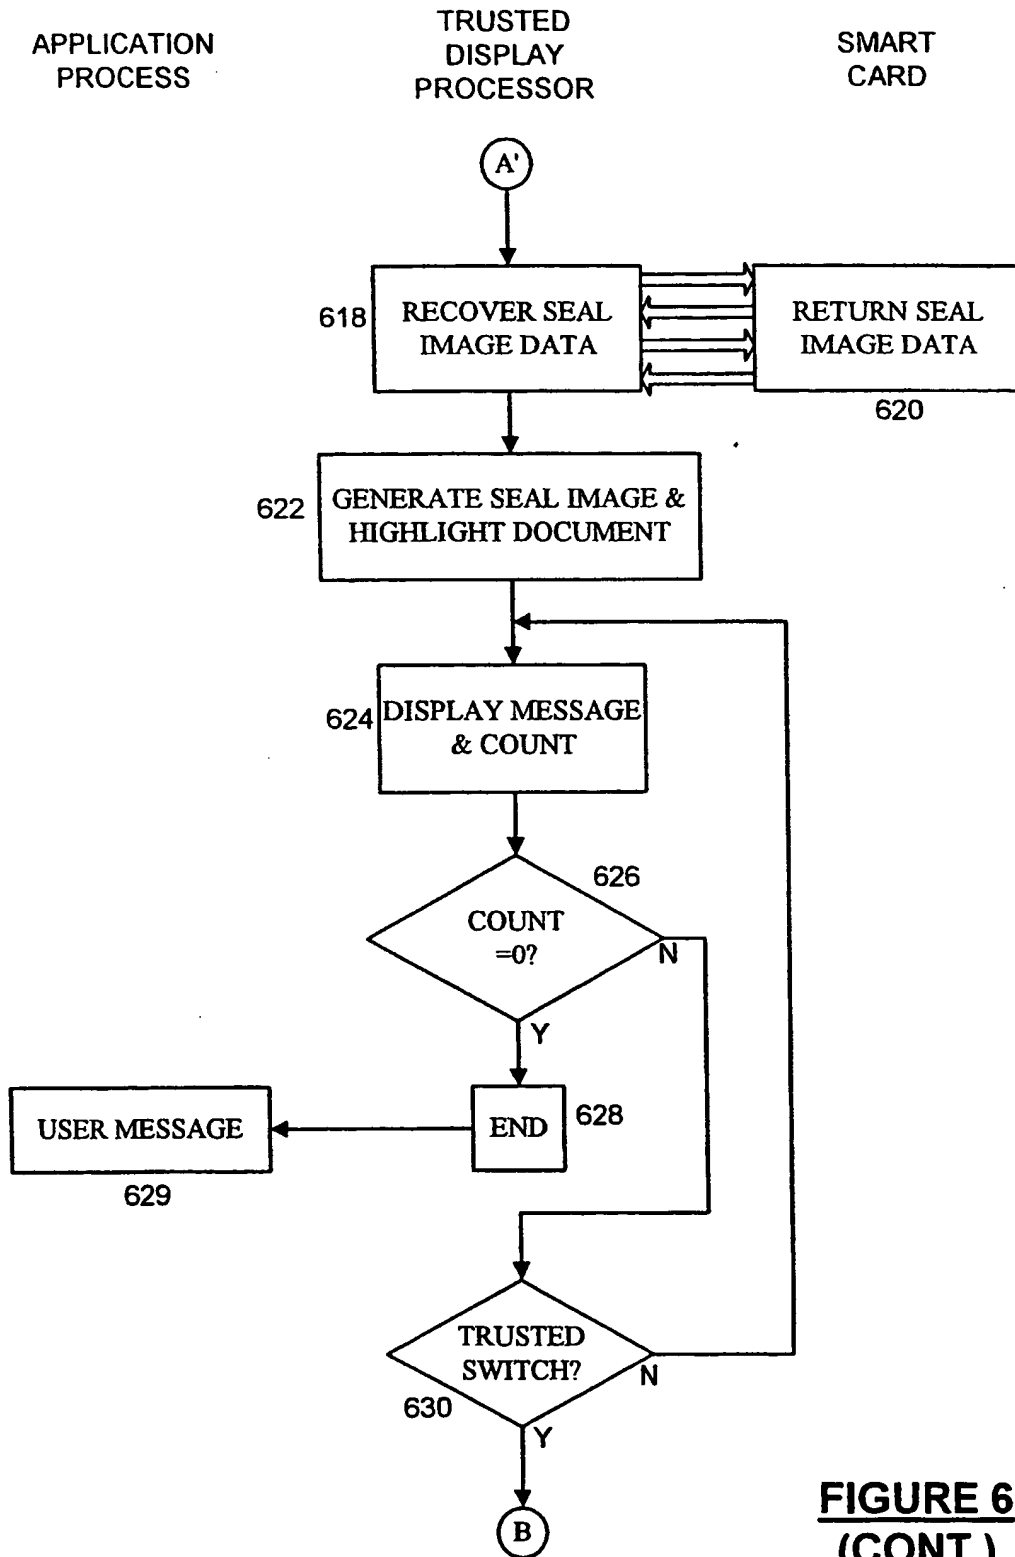 APPLICATION
PROCESS
TRUSTED
DISPLAY
PROCESSOR
SMART
CARD
A'
618
RECOVER SEAL
IMAGE DATA
RETURN SEAL
IMAGE DATA
620
622
GENERATE SEAL IMAGE &
HIGHLIGHT DOCUMENT
624
DISPLAY MESSAGE
& COUNT
626
COUNT
=0?
N
Y
USER MESSAGE
629
END
628
TRUSTED
SWITCH?
N
630
Y
B
FIGURE 6
(CONT.)